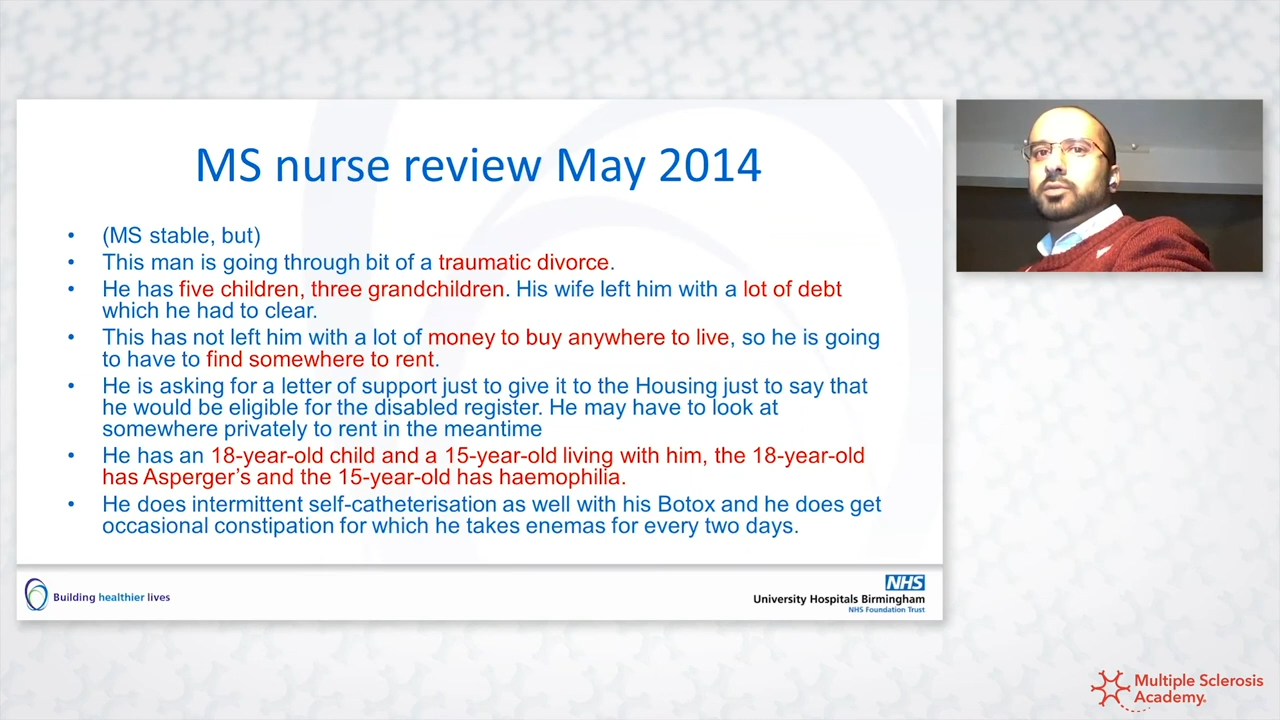 MS nurse review May 2014
• (MS stable, but)
• This man is going through bit of a traumatic divorce.
• He has five children, three grandchildren. His wife left him with a lot of debt
which he had to clear.
• This has not left him with a lot of money to buy anywhere to live, so he is going
to have to find somewhere to rent.
• He is asking for a letter of support just to give it to the Housing just to say that
he would be eligible for the disabled register. He may have to look at
somewhere privately to rent in the meantime
• He has an 18-year-old child and a 15-year-old living with him, the 18-year-old
has Asperger's and the 15-year-old has haemophilia.
• He does intermittent self-catheterisation as well with his Botox and he does get
occasional constipation for which he takes enemas for every two days.
Building healthier lives
NHS
University Hospitals Birmingham
NHS Foundation Trust
Multiple Sclerosis
Academy.